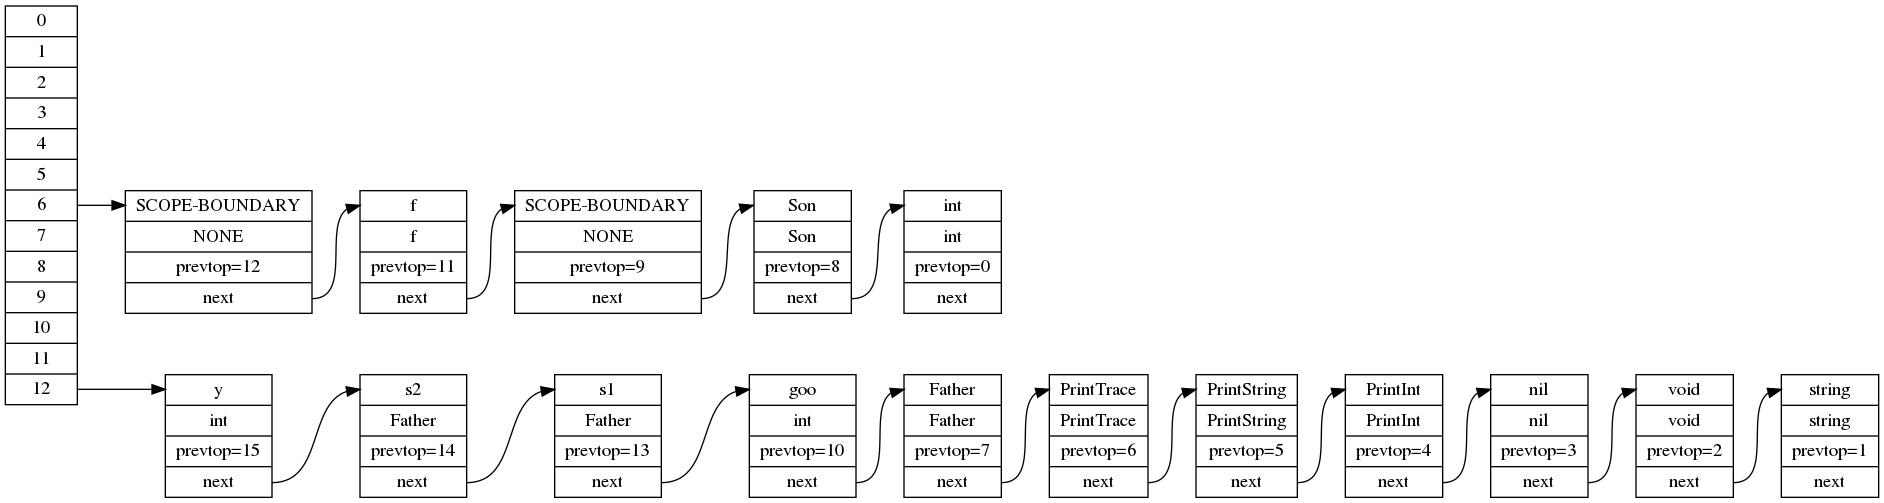 0
1
2
3
4
5
6
7
8
9
10
11
12
SCOPE-BOUNDARY
NONE
prevtop=12
next
f
f
prevtop=11
next
SCOPE-BOUNDARY
NONE
prevtop=9
next
Son
Son
prevtop=8
next
int
int
prevtop=0
next
y
int
prevtop=15
next
s2
Father
prevtop=14
next
s1
Father
prevtop=13
next
goo
int
prevtop=10
next
Father
Father
prevtop=7
next
PrintTrace
PrintTrace
prevtop=6
next
PrintString
PrintString
prevtop=5
next
PrintInt
PrintInt
prevtop=4
next
nil
nil
prevtop=3
next
void
void
prevtop=2
next
string
string
prevtop=1
next